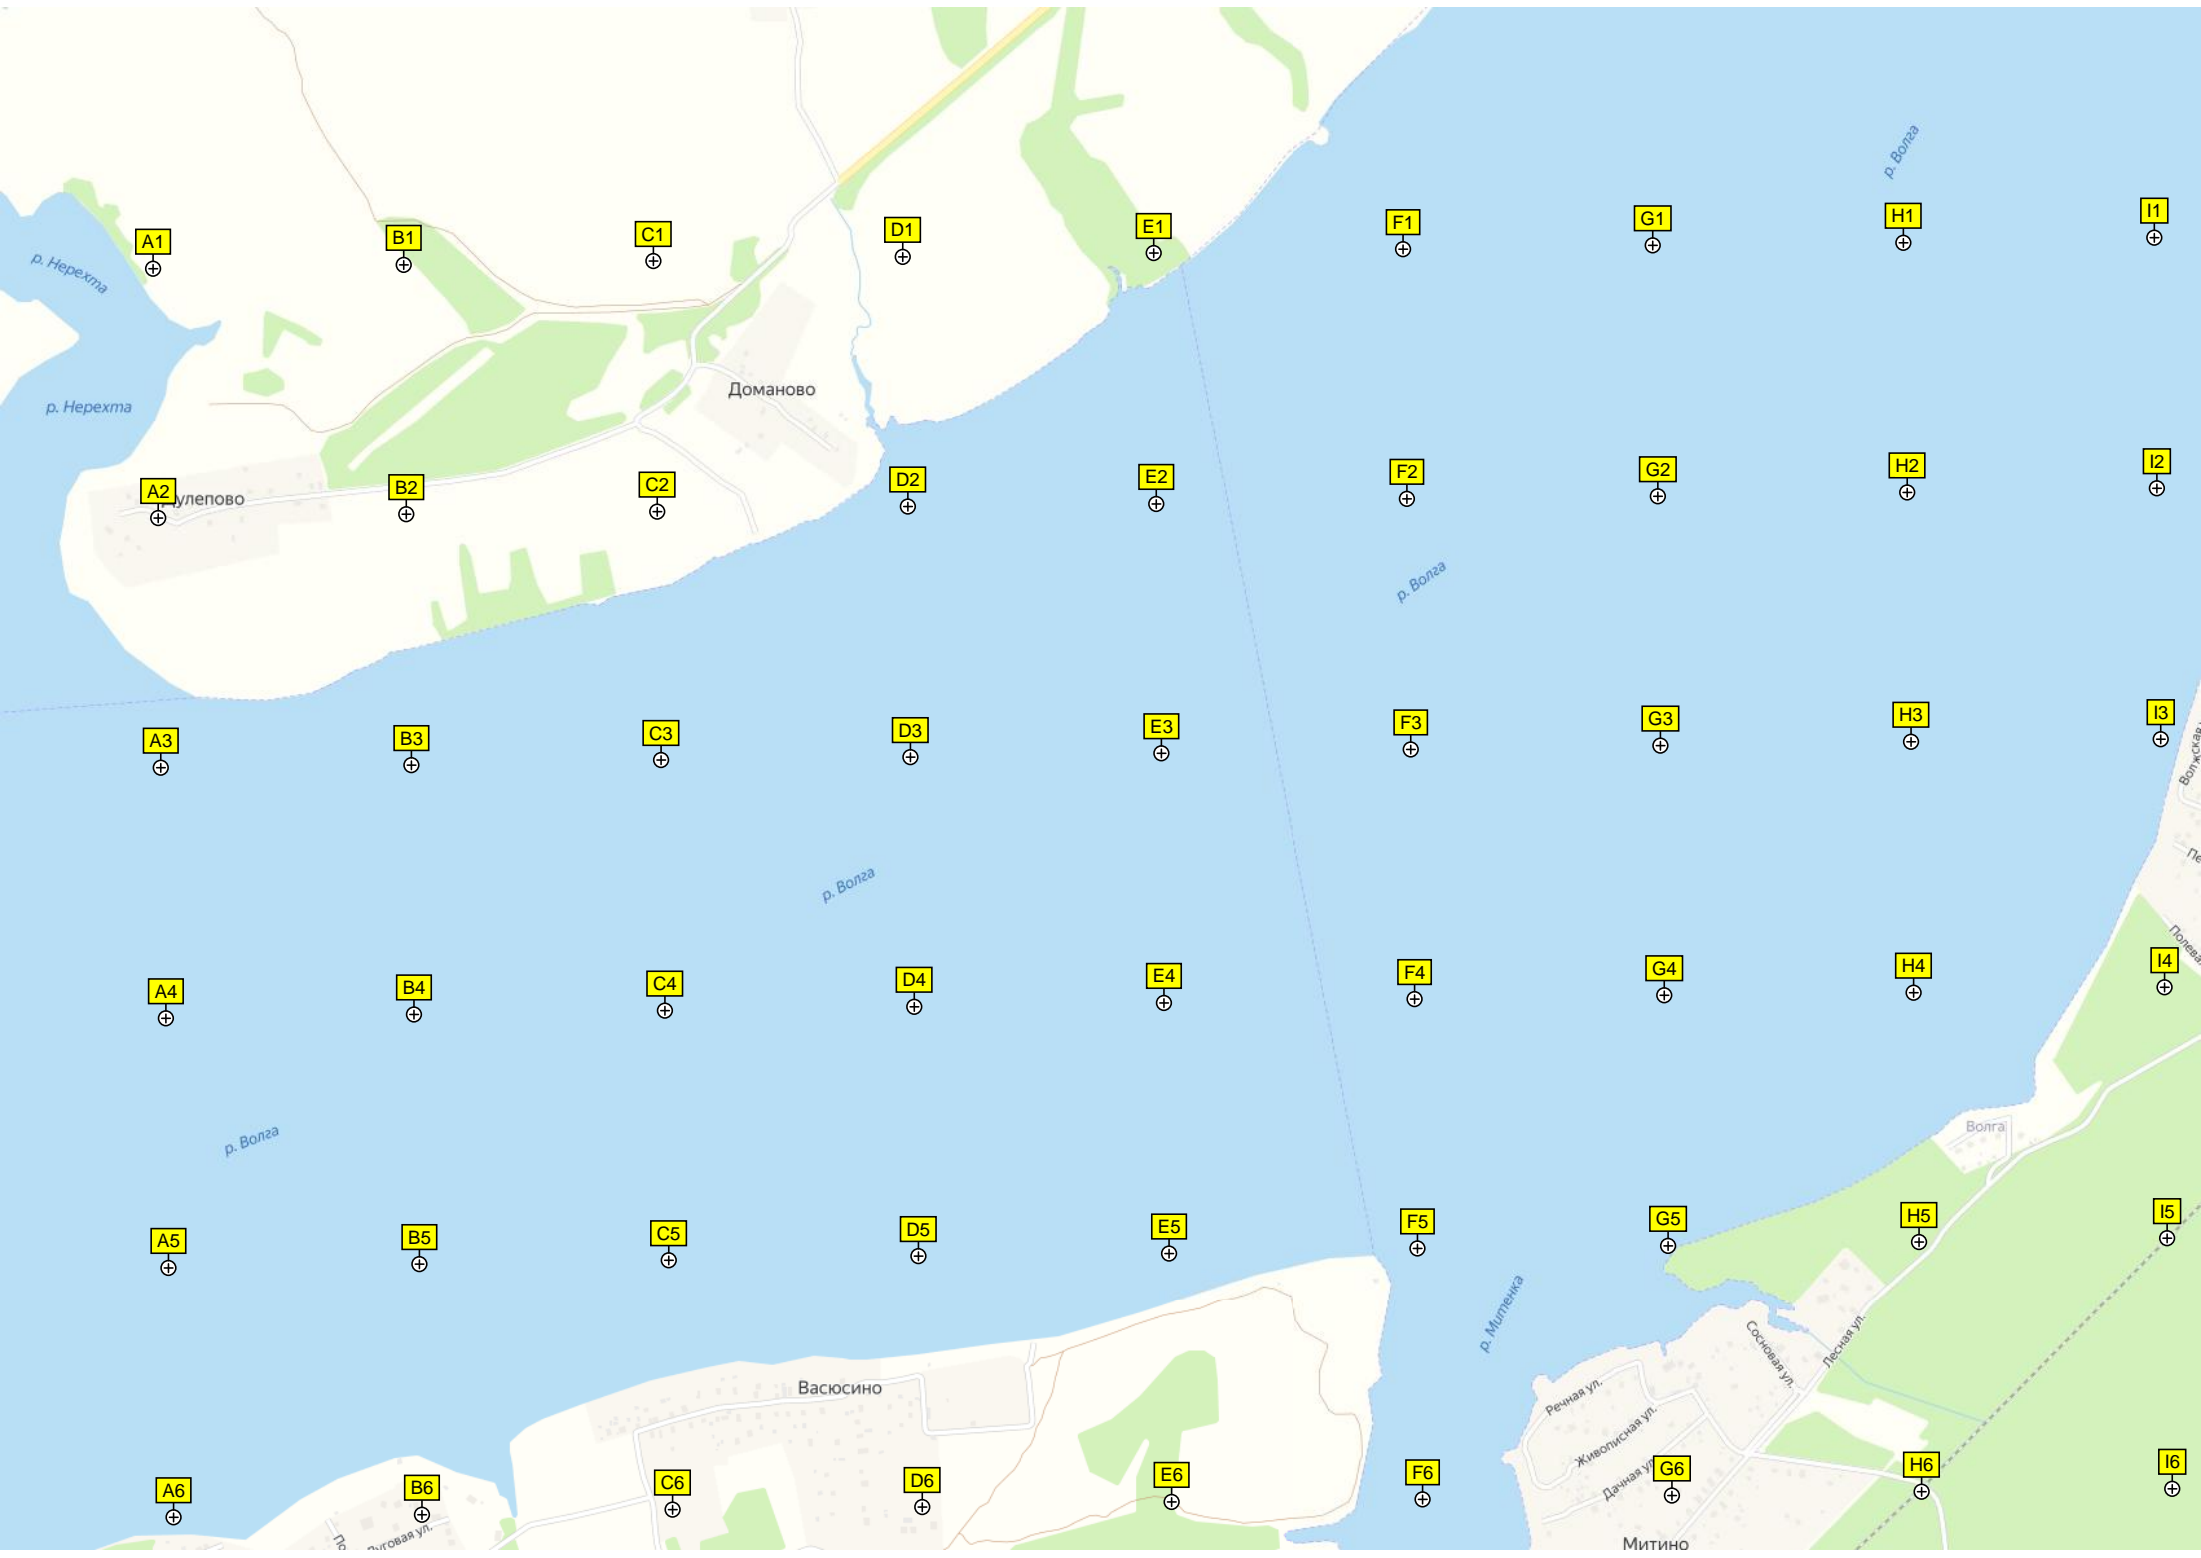 р. Волга
A1
B1
C1
D1
E1
F1
G1
H1
I1
р. Нерехта
Доманово
р. Нерехта
A2
улепово
B2
C2
D2
E2
F2
G2
H2
I2
р. Волга
A3
B3
C3
D3
E3
F3
G3
H3
I3
Волжская
р. Волга
A4
B4
C4
D4
E4
F4
G4
H4
I4
р. Волга
Волга
A5
B5
C5
D5
E5
F5
G5
H5
I5
р. Митенка
Сосновая ул.
Лесная ул.
Васюсино
Речная ул.
Живописная ул.
Дачная ул.
A6
B6
C6
D6
E6
F6
G6
H6
I6
Луговая ул.
Митино